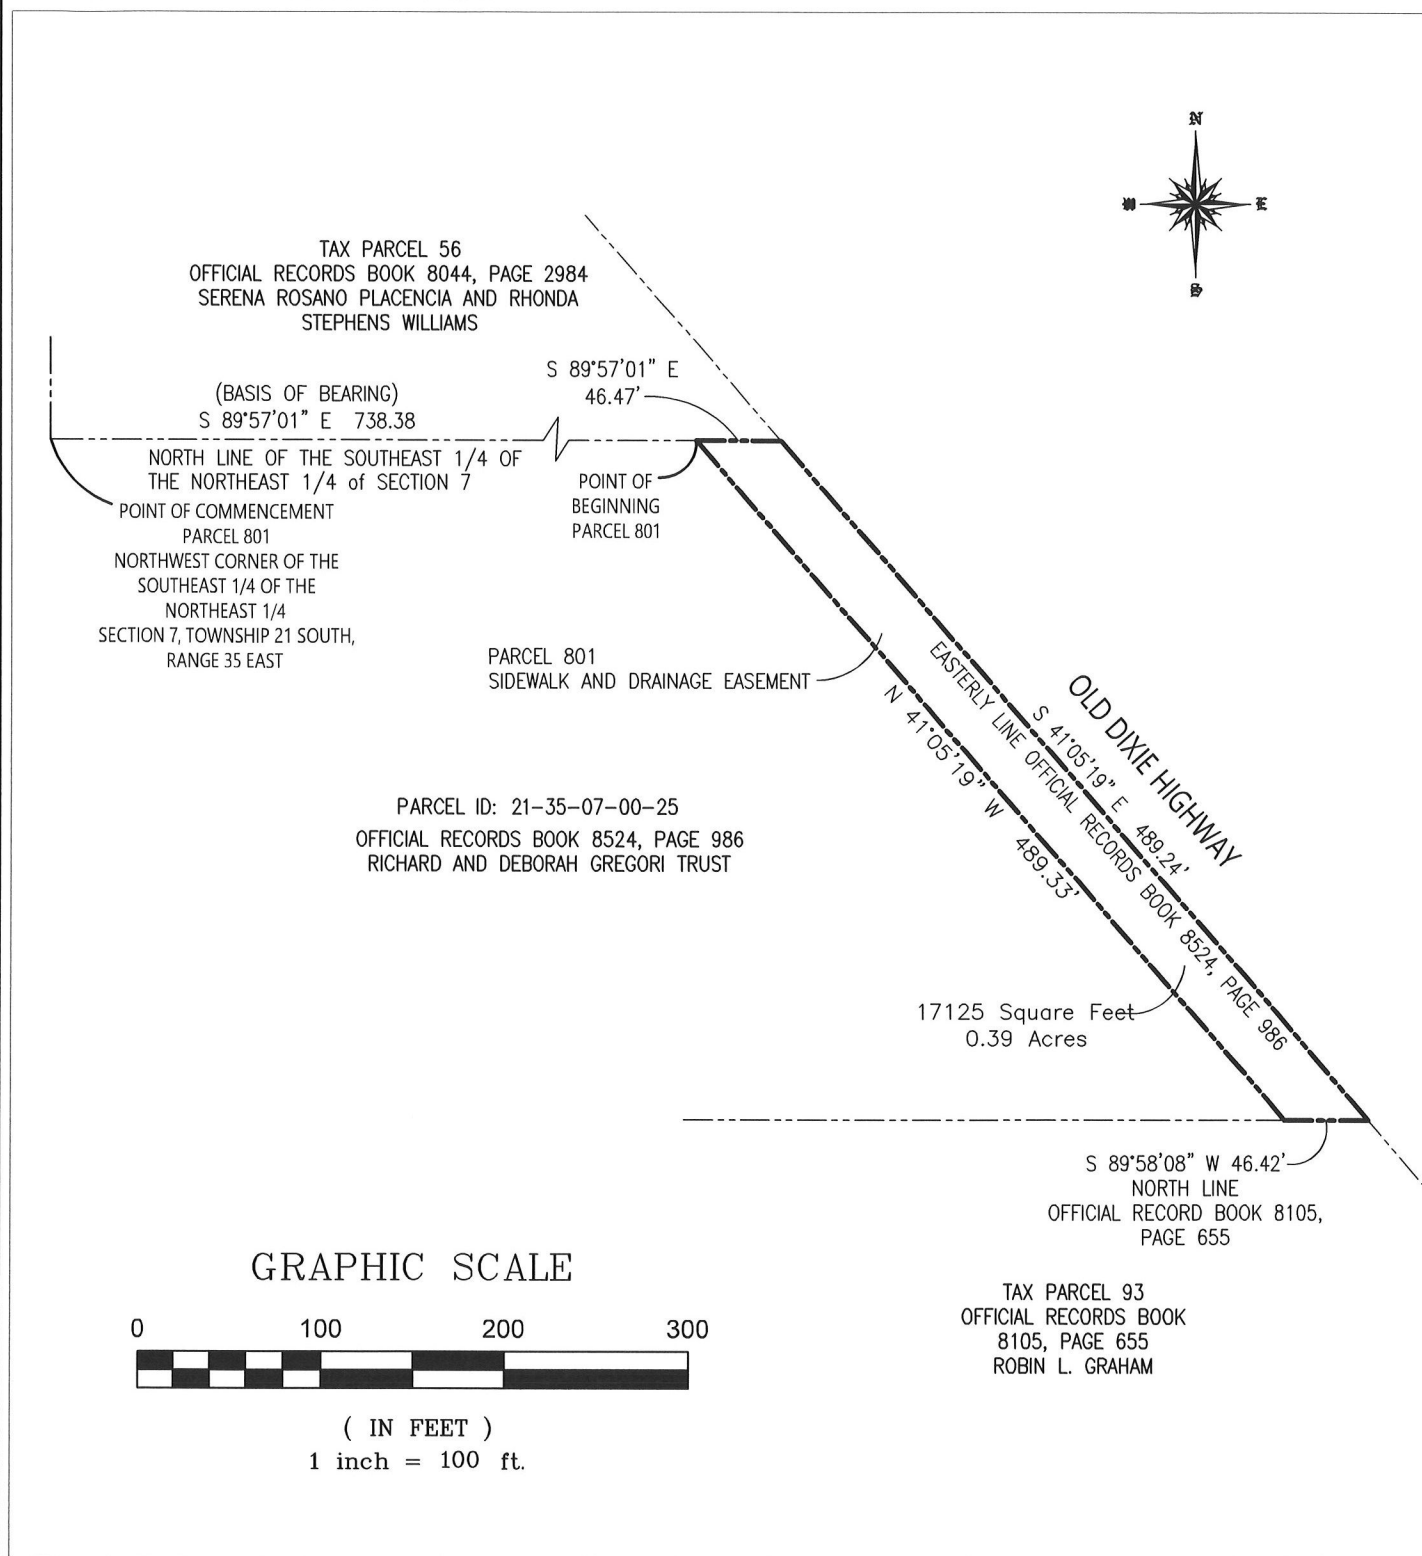 N
W E
S
TAX PARCEL 56
OFFICIAL RECORDS BOOK 8044, PAGE 2984
SERENA ROSANO PLACENCIA AND RHONDA
STEPHENS WILLIAMS
S 89°57'01" E
46.47'
(BASIS OF BEARING)
S 89°57'01" E 738.38
NORTH LINE OF THE SOUTHEAST 1/4 OF
THE NORTHEAST 1/4 of SECTION 7
POINT OF COMMENCEMENT
PARCEL 801
NORTHWEST CORNER OF THE
SOUTHEAST 1/4 OF THE
NORTHEAST 1/4
SECTION 7, TOWNSHIP 21 SOUTH,
RANGE 35 EAST
POINT OF
BEGINNING
PARCEL 801
PARCEL 801
SIDEWALK AND DRAINAGE EASEMENT
OLD DIXIE HIGHWAY
S 41°05'19" E 489.24'
EASTERLY LINE OFFICIAL RECORDS BOOK 8524, PAGE 986
N 41°05'19" W 489.33'
PARCEL ID: 21-35-07-00-25
OFFICIAL RECORDS BOOK 8524, PAGE 986
RICHARD AND DEBORAH GREGORI TRUST
17125 Square Feet
0.39 Acres
S 89°58'08" W 46.42'
NORTH LINE
OFFICIAL RECORD BOOK 8105,
PAGE 655
TAX PARCEL 93
OFFICIAL RECORDS BOOK
8105, PAGE 655
ROBIN L. GRAHAM
GRAPHIC SCALE
0 100 200 300
( IN FEET )
1 inch = 100 ft.